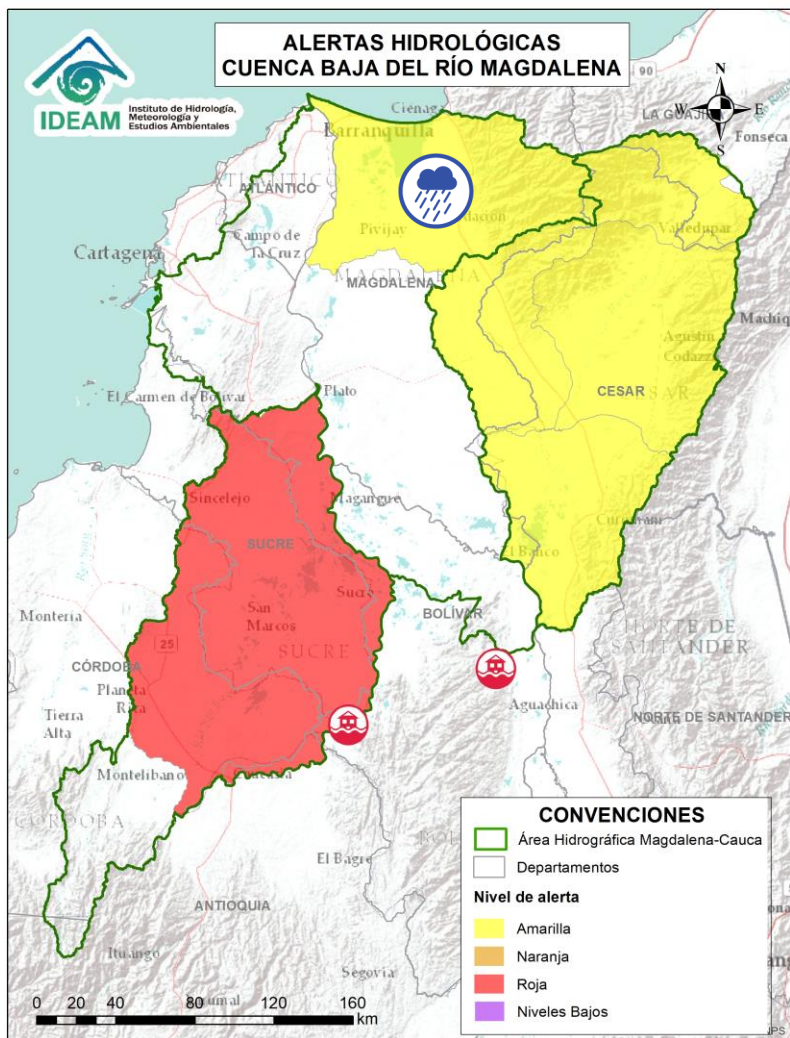 ALERTAS HIDROLÓGICAS
CUENCA BAJA DEL RÍO MAGDALENA
IDEAM
Instituto de Hidrología,
Meteorología y
Estudios Ambientales
N
W
E
S
90
LA GUAJIRA
Fonseca
Ciénaga
Barranquilla
ATLÁNTICO
Campo de
la Cruz
Pivijay
Valledupar
Cartagena
MAGDALENA
MAGDALENA
Machiq
Agustín
Codazzi
CESAR
El Carmen de Bolívar
Plato
Sincelejo
Magangue
SUCRE
El Banco
Sucre
San
Marcos
BOLÍVAR
Montería
SUCRE
25
CÓRDOBA
Planeta
Rica
NORTE DE
SANTANDER
Tierra
Alta
Aguachica
NORTE DE SANTANDER
Montelibano
CÓRDOBA
El Bagre
ANTIOQUIA
Ituango
Segovia
CONVENCIONES
Área Hidrográfica Magdalena-Cauca
Departamentos
Nivel de alerta
Amarilla
Naranja
Roja
Niveles Bajos
0 20 40 80 120 160
km